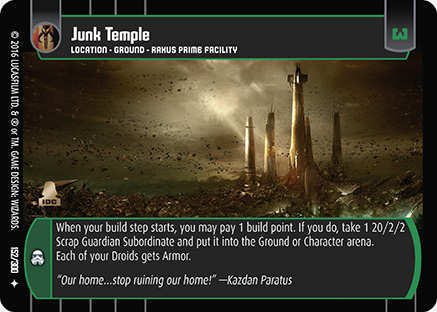 Junk Temple
LOCATION - GROUND - RAXUS PRIME FACILITY
IDC
When your build step starts, you may pay 1 build point. If you do, take 1 20/2/2
Scrap Guardian Subordinate and put it into the Ground or Character arena.
Each of your Droids gets Armor.
“Our home...stop ruining our home!” —Kazdan Paratus
© 2016 LUCASFILM LTD. & ® or TM. GAME DESIGN: WIZARDS.
152/300